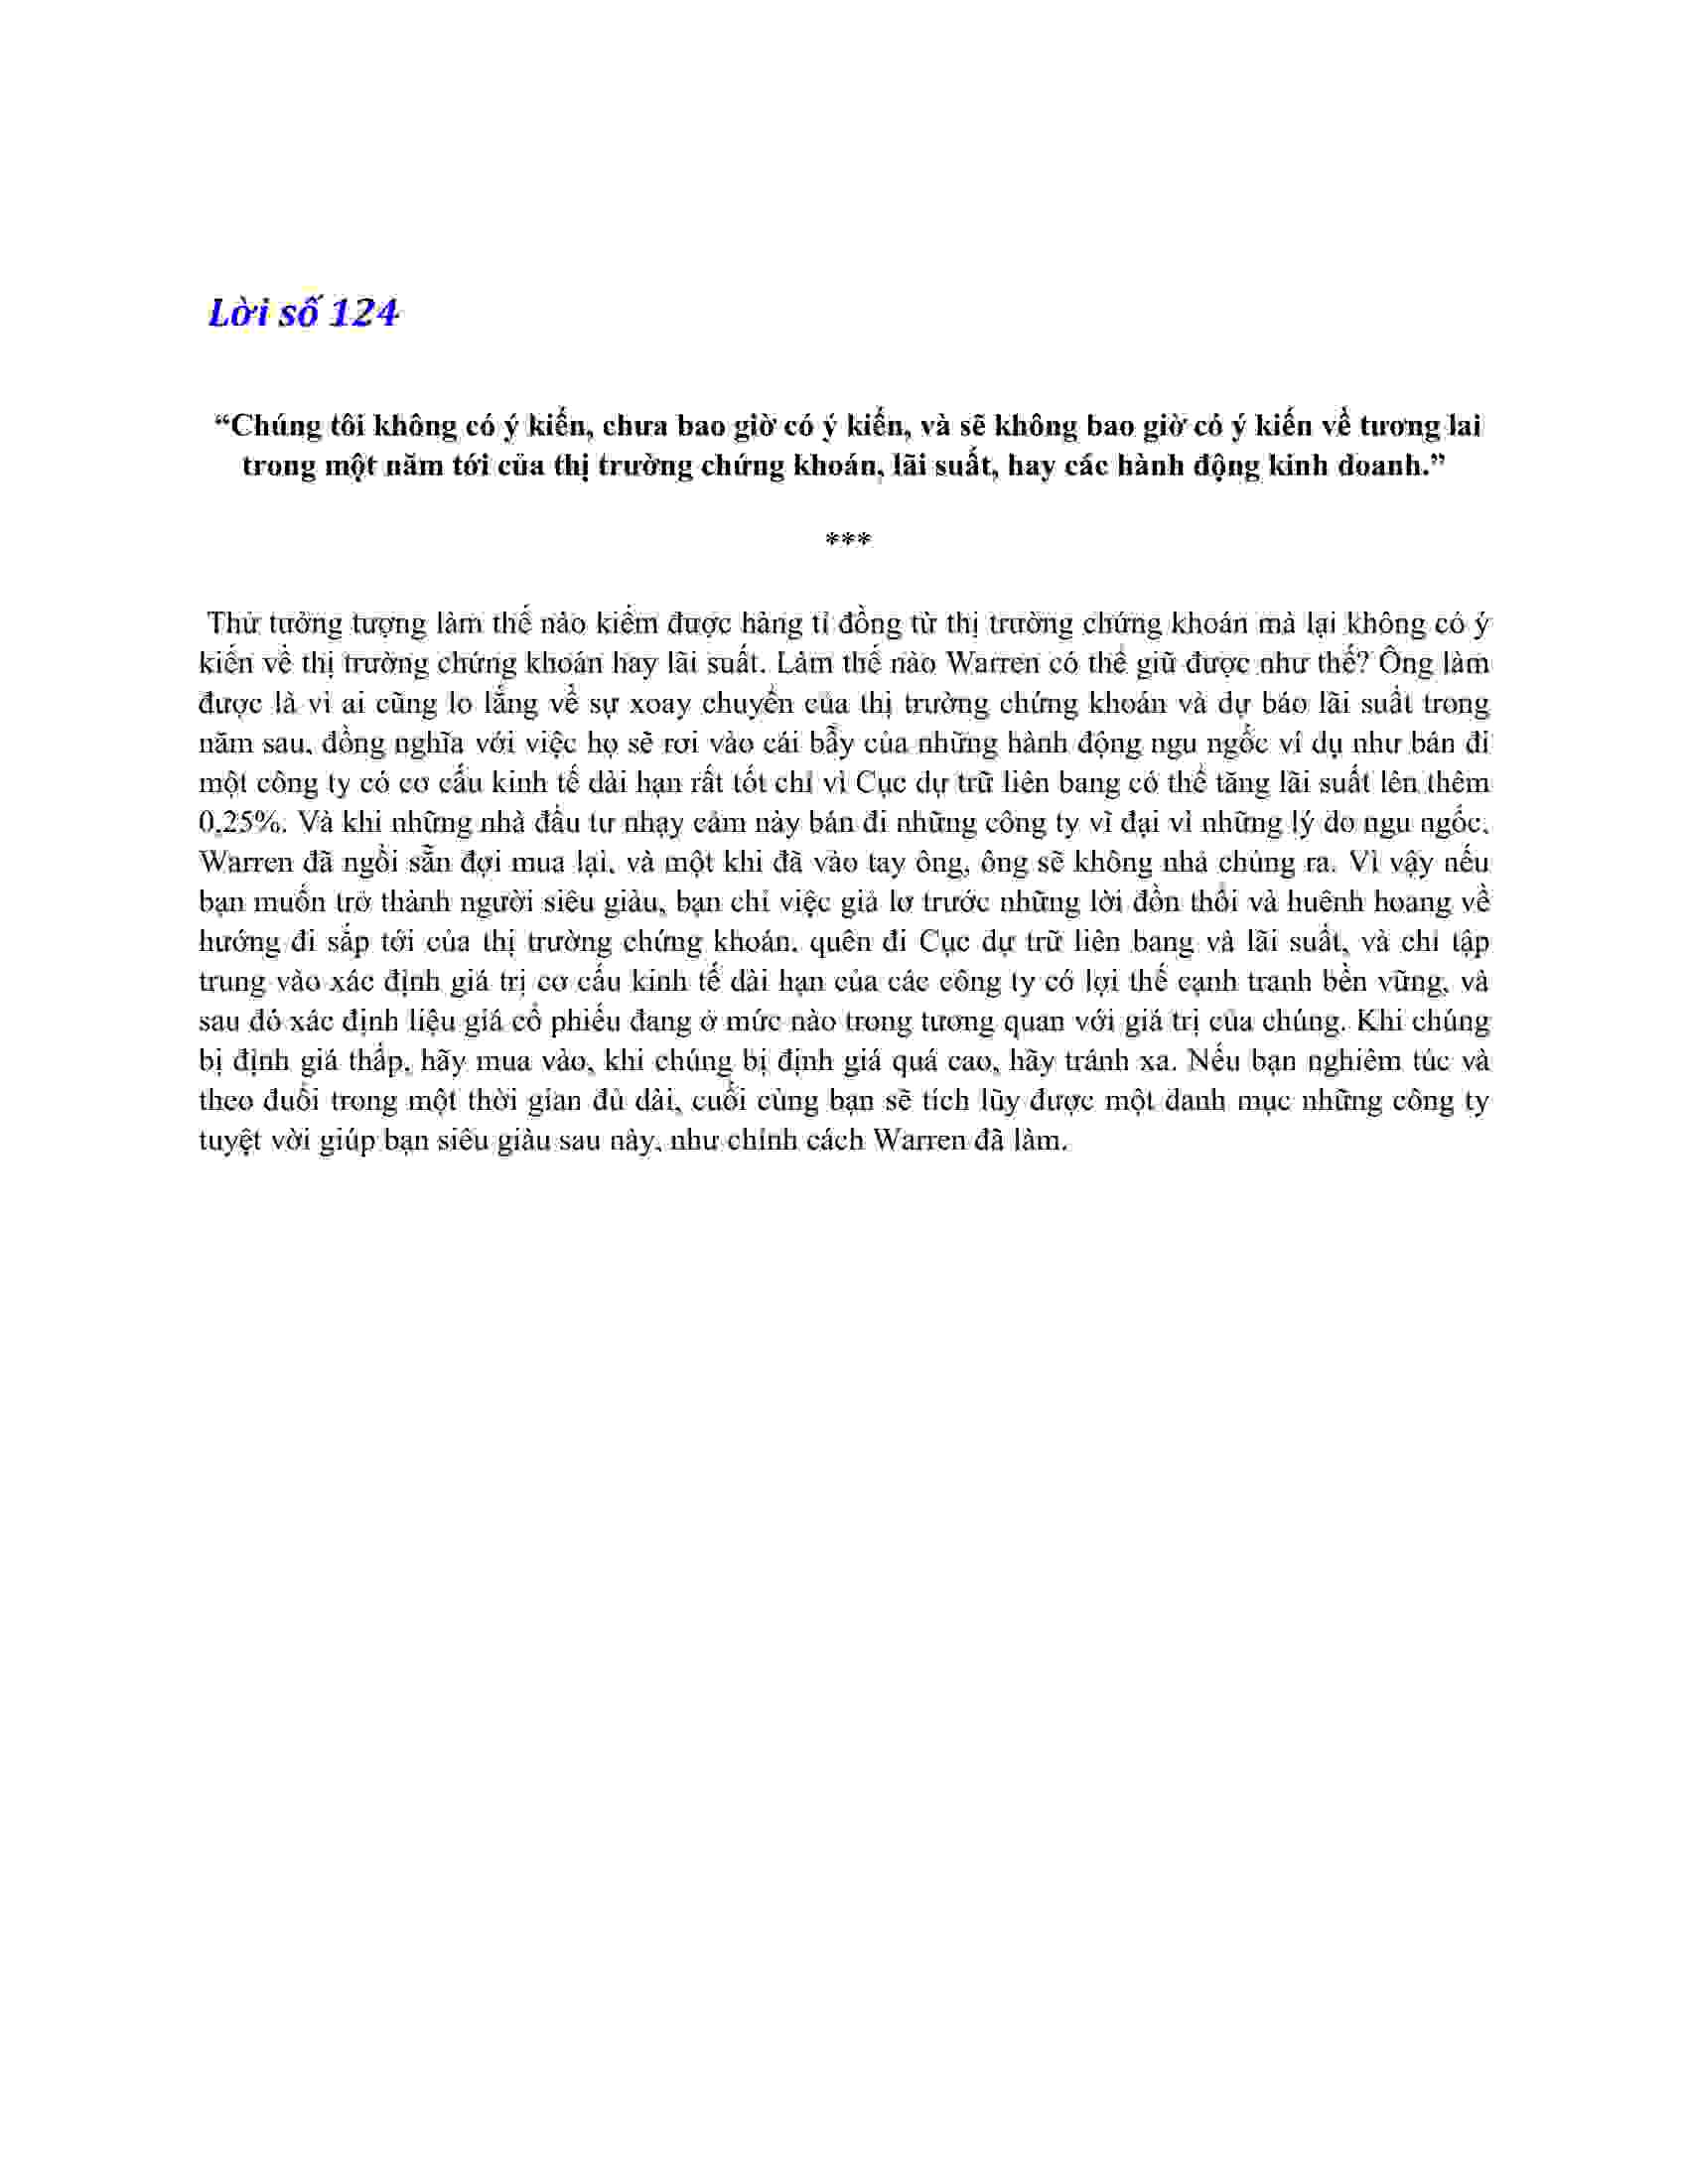 Lời số 124
“Chúng tôi không có ý kiến, chưa bao giờ có ý kiến, và sẽ không bao giờ có ý kiến về tương lai
trong một năm tới của thị trường chứng khoán, lãi suất, hay các hành động kinh doanh.”
***
Thử tưởng tượng làm thế nào kiếm được hàng tỉ đồng từ thị trường chứng khoán mà lại không có ý
kiến về thị trường chứng khoán hay lãi suất. Làm thế nào Warren có thể giữ được như thế? Ông làm
được là vì ai cũng lo lắng về sự xoay chuyển của thị trường chứng khoán và dự báo lãi suất trong
năm sau, đồng nghĩa với việc họ sẽ rơi vào cái bẫy của những hành động ngu ngốc ví dụ như bán đi
một công ty có cơ cấu kinh tế dài hạn rất tốt chỉ vì Cục dự trữ liên bang có thể tăng lãi suất lên thêm
0,25%. Và khi những nhà đầu tư nhạy cảm này bán đi những công ty vĩ đại vì những lý do ngu ngốc,
Warren đã ngồi sẵn đợi mua lại, và một khi đã vào tay ông, ông sẽ không nhả chúng ra. Vì vậy nếu
bạn muốn trở thành người siêu giàu, bạn chỉ việc giả lơ trước những lời đồn thổi và huênh hoang về
hướng đi sắp tới của thị trường chứng khoán, quên đi Cục dự trữ liên bang và lãi suất, và chỉ tập
trung vào xác định giá trị cơ cấu kinh tế dài hạn của các công ty có lợi thế cạnh tranh bền vững, và
sau đó xác định liệu giá cổ phiếu đang ở mức nào trong tương quan với giá trị của chúng. Khi chúng
bị định giá thấp, hãy mua vào, khi chúng bị định giá quá cao, hãy tránh xa. Nếu bạn nghiêm túc và
theo đuổi trong một thời gian đủ dài, cuối cùng bạn sẽ tích lũy được một danh mục những công ty
tuyệt vời giúp bạn siêu giàu sau này, như chính cách Warren đã làm.